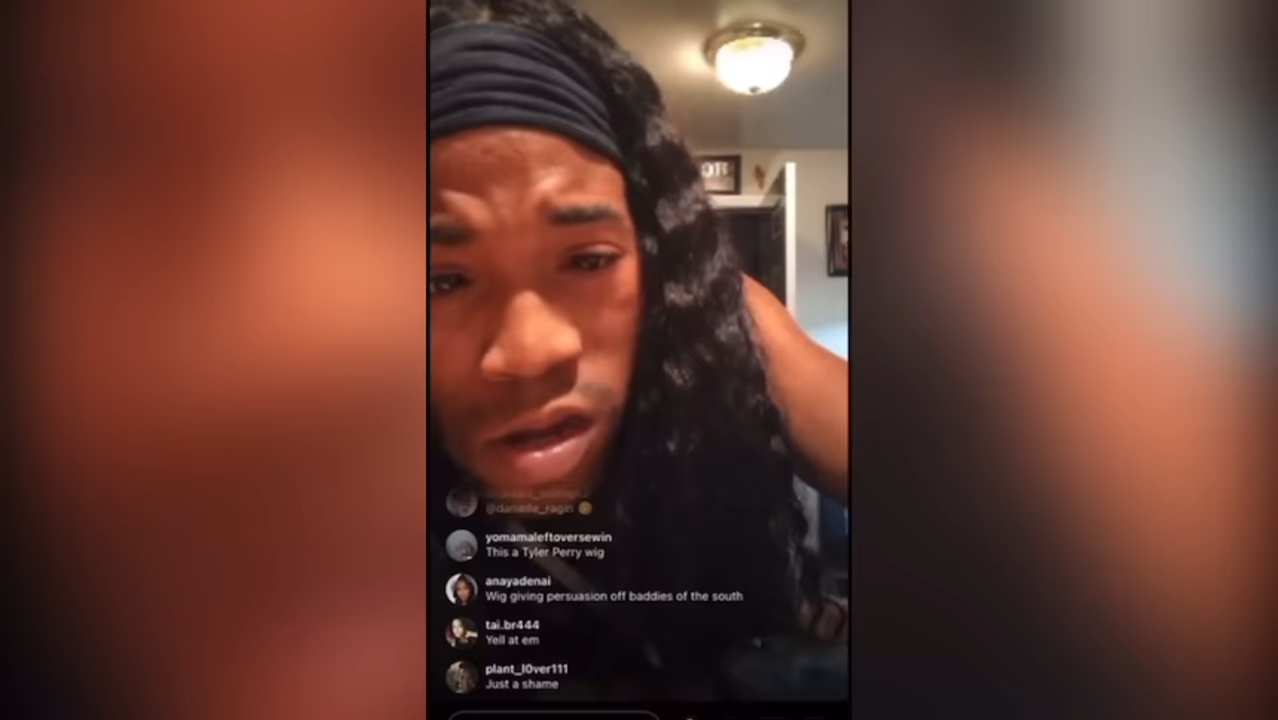 @danielle_ragin
yomamaleftoversewin
This a Tyler Perry wig
anayadenai
Wig giving persuasion off baddies of the south
tai.br444
Yell at em
plant_l0ver111
Just a shame